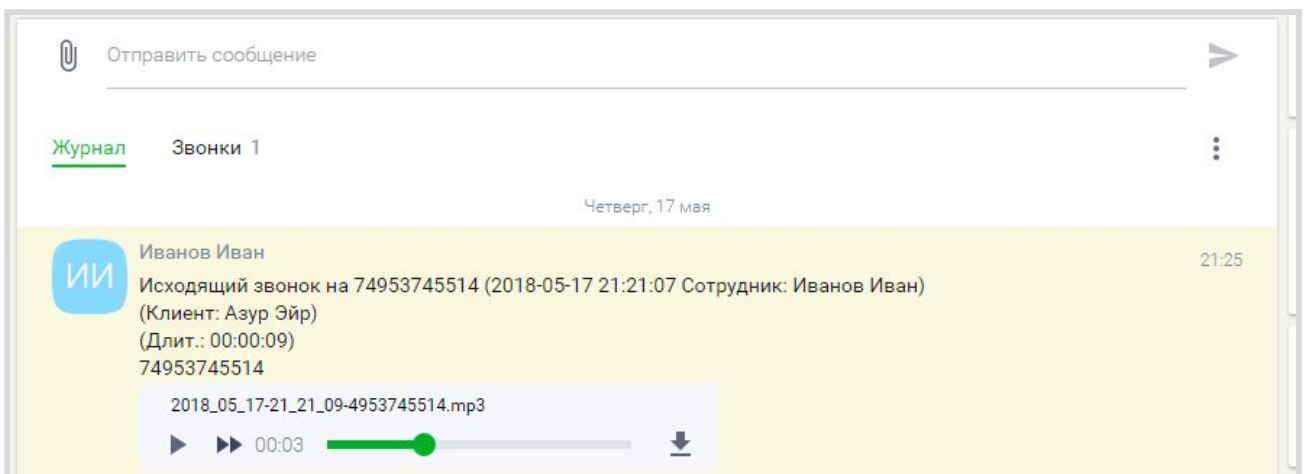 Отправить сообщение
Журнал Звонки 1
Четверг, 17 мая
Иванов Иван 21:25
ИИ
Исходящий звонок на 74953745514 (2018-05-17 21:21:07 Сотрудник: Иванов Иван)
(Клиент: Азур Эйр)
(Длит.: 00:00:09)
74953745514
2018_05_17-21_21_09-4953745514.mp3
00:03